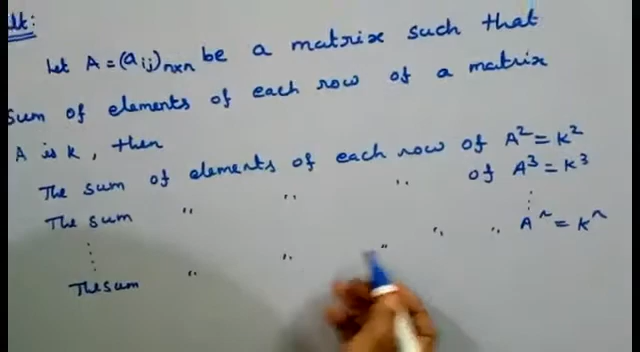 ult:
Let A = (aij)n×n be a matrix such that
Sum of elements of each row of a matrix
A is K, then
The sum of elements of each row of A² = K²
The sum " " " of A³ = K³
⋮ ⋮
The sum " " " " " Aⁿ = Kⁿ